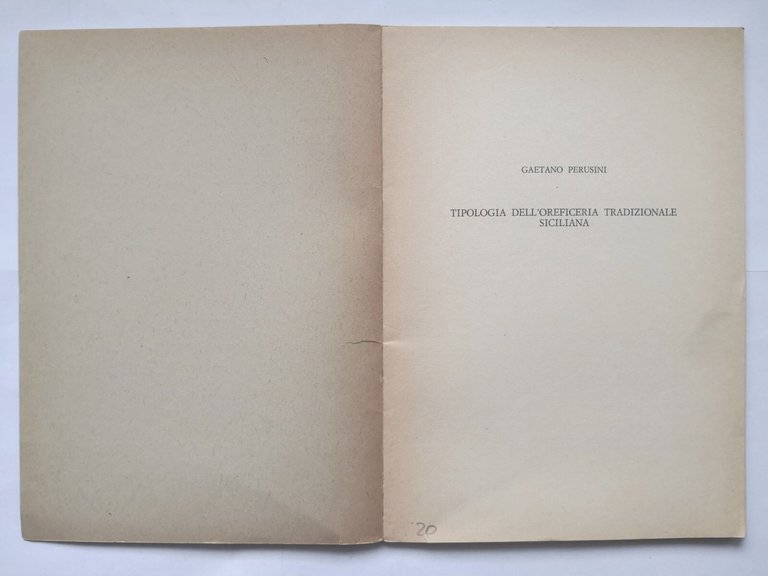 GAETANO PERUSINI
TIPOLOGIA DELL'OREFICERIA TRADIZIONALE
SICILIANA
20